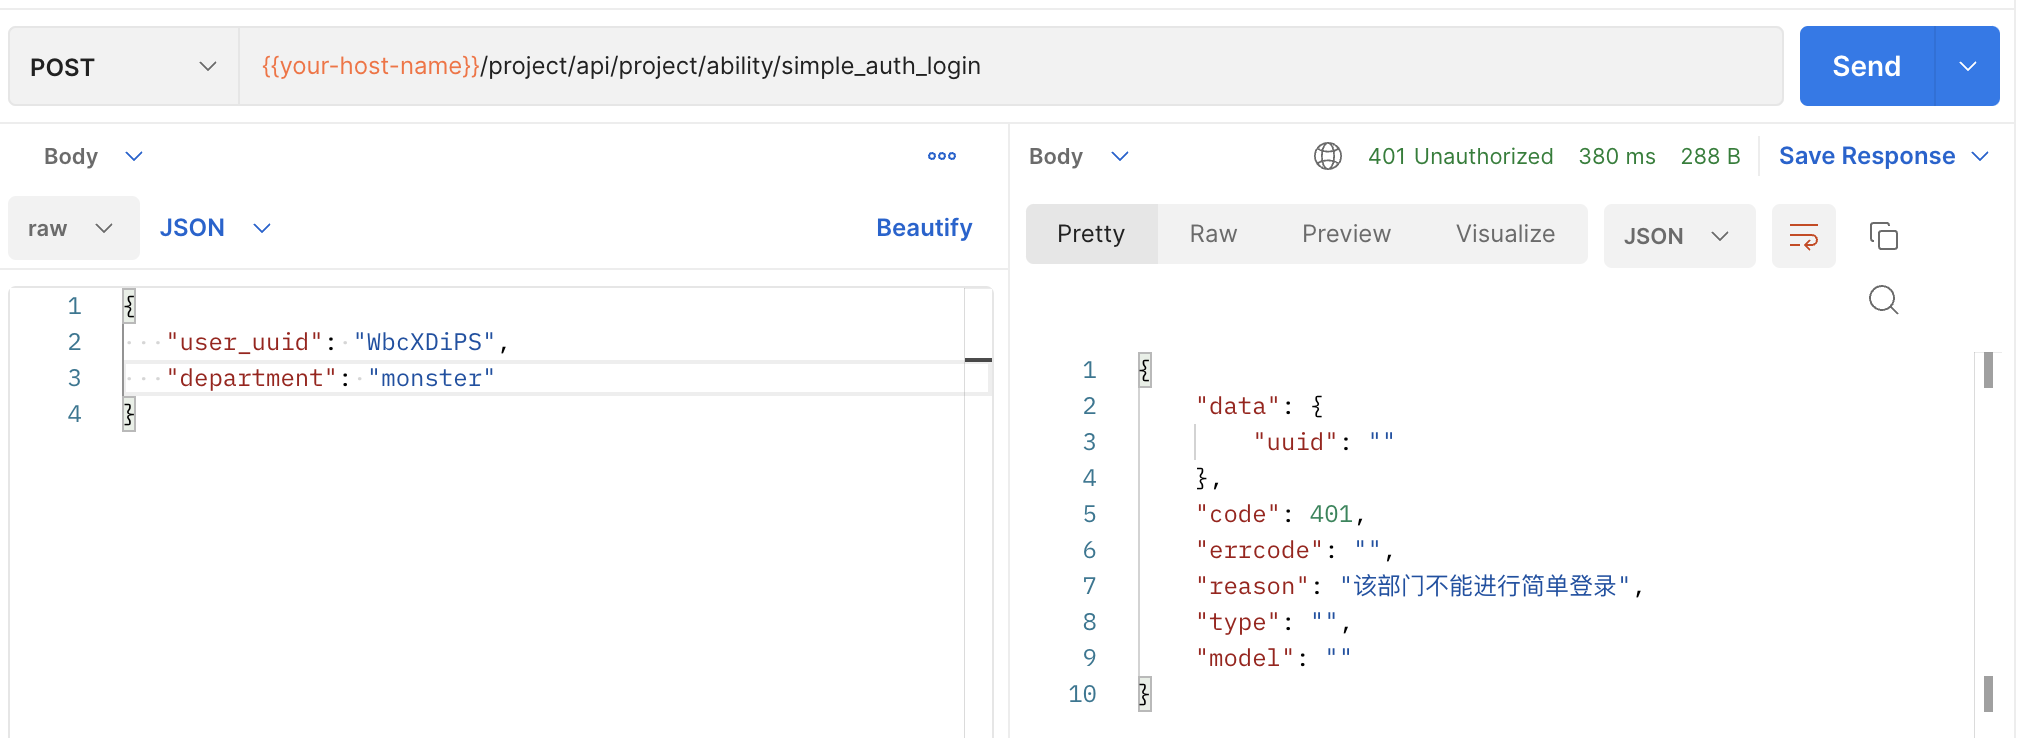 POST {{your-host-name}}/project/api/project/ability/simple_auth_login Send
Body
raw JSON Beautify
1 {
2 "user_uuid": "WbcXDiPS",
3 "department": "monster"
4 }
Body 401 Unauthorized 380 ms 288 B Save Response
Pretty Raw Preview Visualize JSON
1 {
2 "data": {
3 "uuid": ""
4 },
5 "code": 401,
6 "errcode": "",
7 "reason": "该部门不能进行简单登录",
8 "type": "",
9 "model": ""
10 }